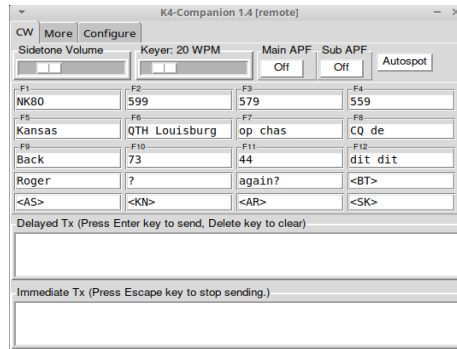 K4-Companion 1.4 [remote]
CW More Configure
Sidetone Volume Keyer: 20 WPM Main APF Sub APF
Off Off Autospot
F1 F2 F3 F4
NK8O 599 579 559
F5 F6 F7 F8
Kansas QTH Louisburg op chas CQ de
F9 F10 F11 F12
Back 73 44 dit dit
Roger ? again? <BT>
<AS> <KN> <AR> <SK>
Delayed Tx (Press Enter key to send, Delete key to clear)
Immediate Tx (Press Escape key to stop sending.)